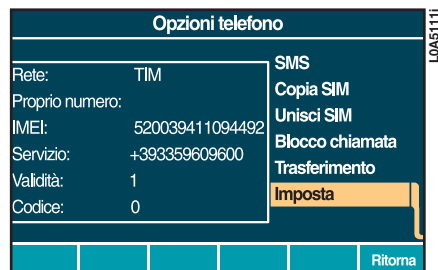 Opzioni telefono
Rete: TIM
Proprio numero:
IMEI: 520039411094492
Servizio: +393359609600
Validità: 1
Codice: 0
SMS
Copia SIM
Unisci SIM
Blocco chiamata
Trasferimento
Imposta
Ritorna
L0A5111i